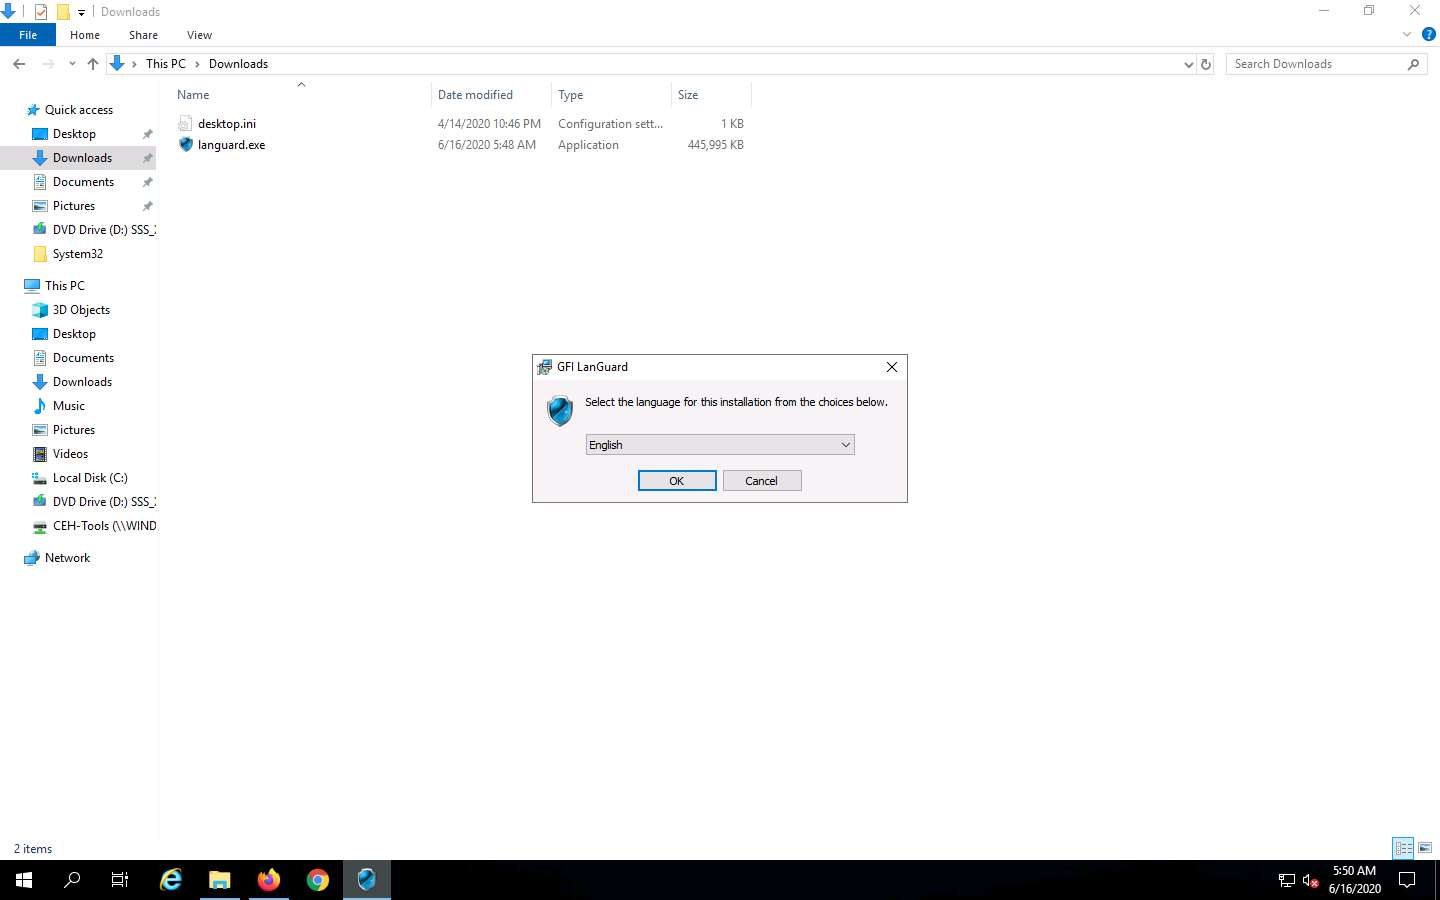 Downloads
File Home Share View
This PC Downloads
Search Downloads
Name Date modified Type Size
desktop.ini 4/14/2020 10:46 PM Configuration sett... 1 KB
languard.exe 6/16/2020 5:48 AM Application 445,995 KB
Quick access
Desktop
Downloads
Documents
Pictures
DVD Drive (D:) SSS_
System32
This PC
3D Objects
Desktop
Documents
Downloads
Music
Pictures
Videos
Local Disk (C:)
DVD Drive (D:) SSS_
CEH-Tools (\\WIND
Network
GFI LanGuard
Select the language for this installation from the choices below.
English
OK Cancel
2 items
5:50 AM
6/16/2020